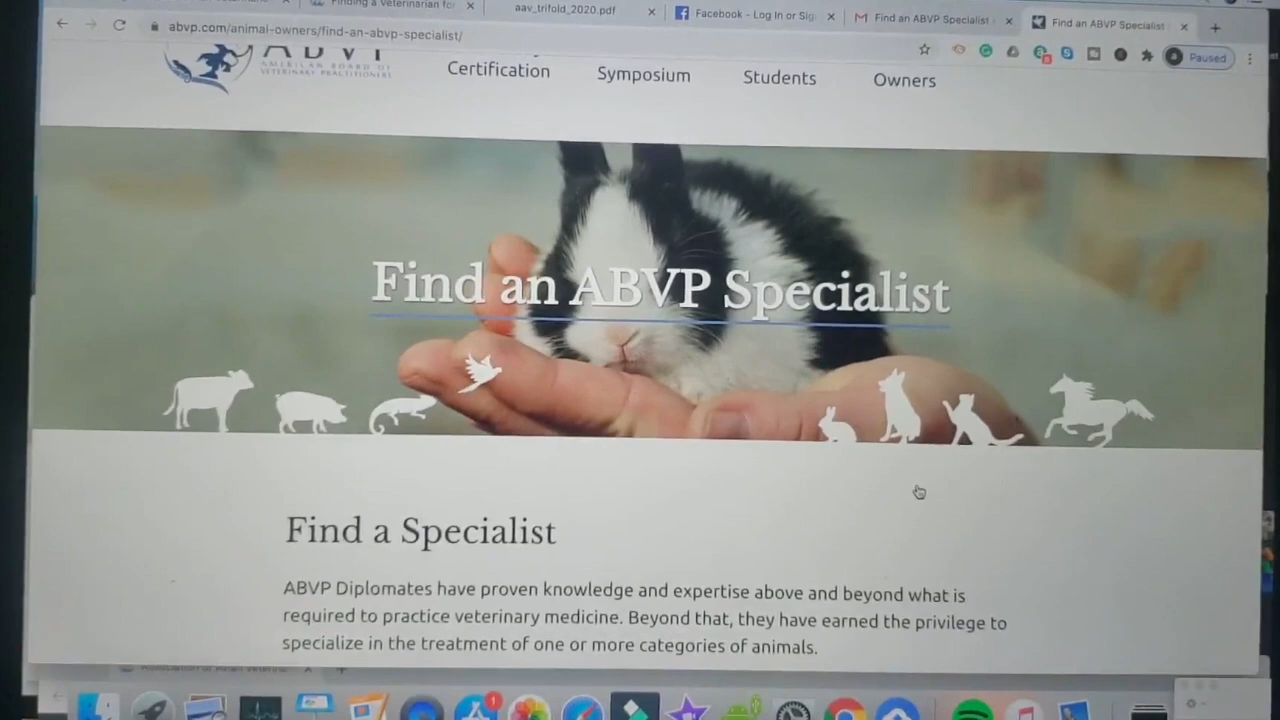 Finding a Veterinarian for
aav_trifold_2020.pdf
Facebook - Log In or Sig
Find an ABVP Specialist
Find an ABVP Specialist
abvp.com/animal-owners/find-an-abvp-specialist/
Paused
AMERICAN BOARD OF
VETERINARY PRACTITIONERS
Certification
Symposium
Students
Owners
Find an ABVP Specialist
Find a Specialist
ABVP Diplomates have proven knowledge and expertise above and beyond what is
required to practice veterinary medicine. Beyond that, they have earned the privilege to
specialize in the treatment of one or more categories of animals.